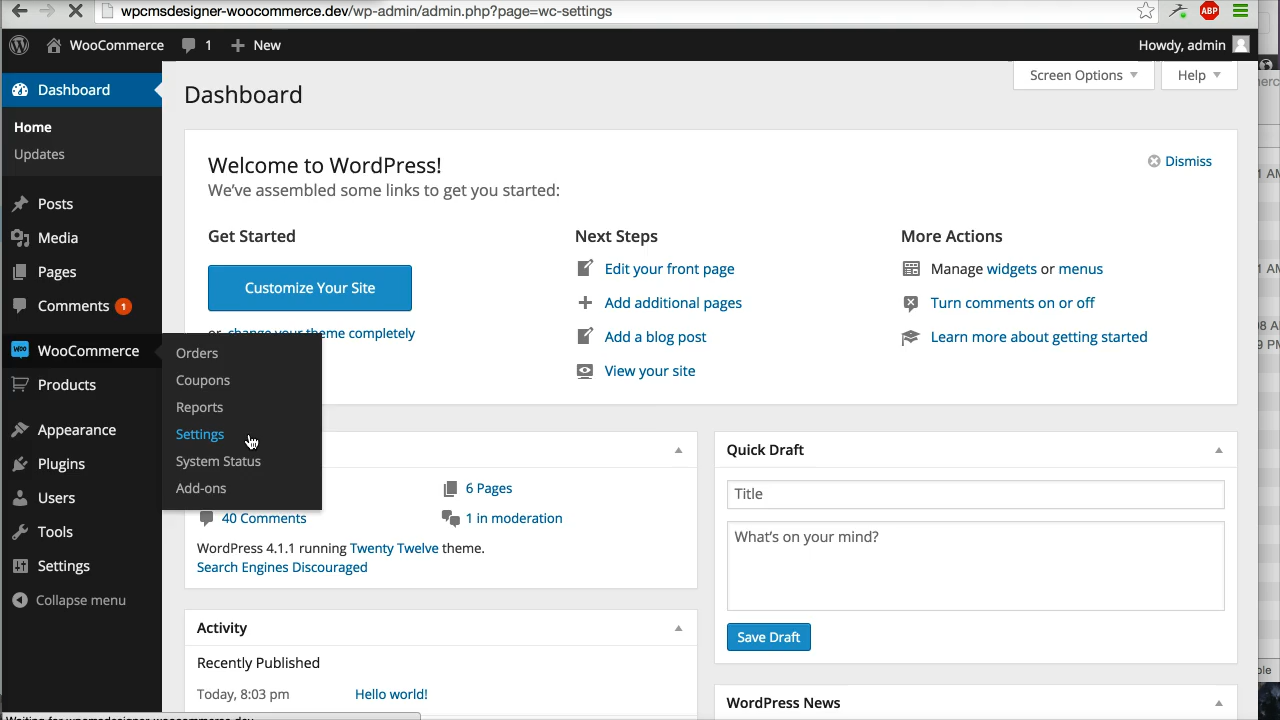 wpcmsdesigner-woocommerce.dev/wp-admin/admin.php?page=wc-settings
ABP
WooCommerce 1 New
Howdy, admin
Dashboard
Home
Updates
Posts
Media
Pages
Comments 1
WooCommerce
Products
Appearance
Plugins
Users
Tools
Settings
Collapse menu
Orders
Coupons
Reports
Settings
System Status
Add-ons
Screen Options
Help
Dashboard
Welcome to WordPress!
We've assembled some links to get you started:
Dismiss
Get Started
Customize Your Site
or change your theme completely
Next Steps
Edit your front page
Add additional pages
Add a blog post
View your site
More Actions
Manage widgets or menus
Turn comments on or off
Learn more about getting started
6 Pages
40 Comments
1 in moderation
WordPress 4.1.1 running Twenty Twelve theme.
Search Engines Discouraged
Activity
Recently Published
Today, 8:03 pm Hello world!
Quick Draft
Title
What's on your mind?
Save Draft
WordPress News